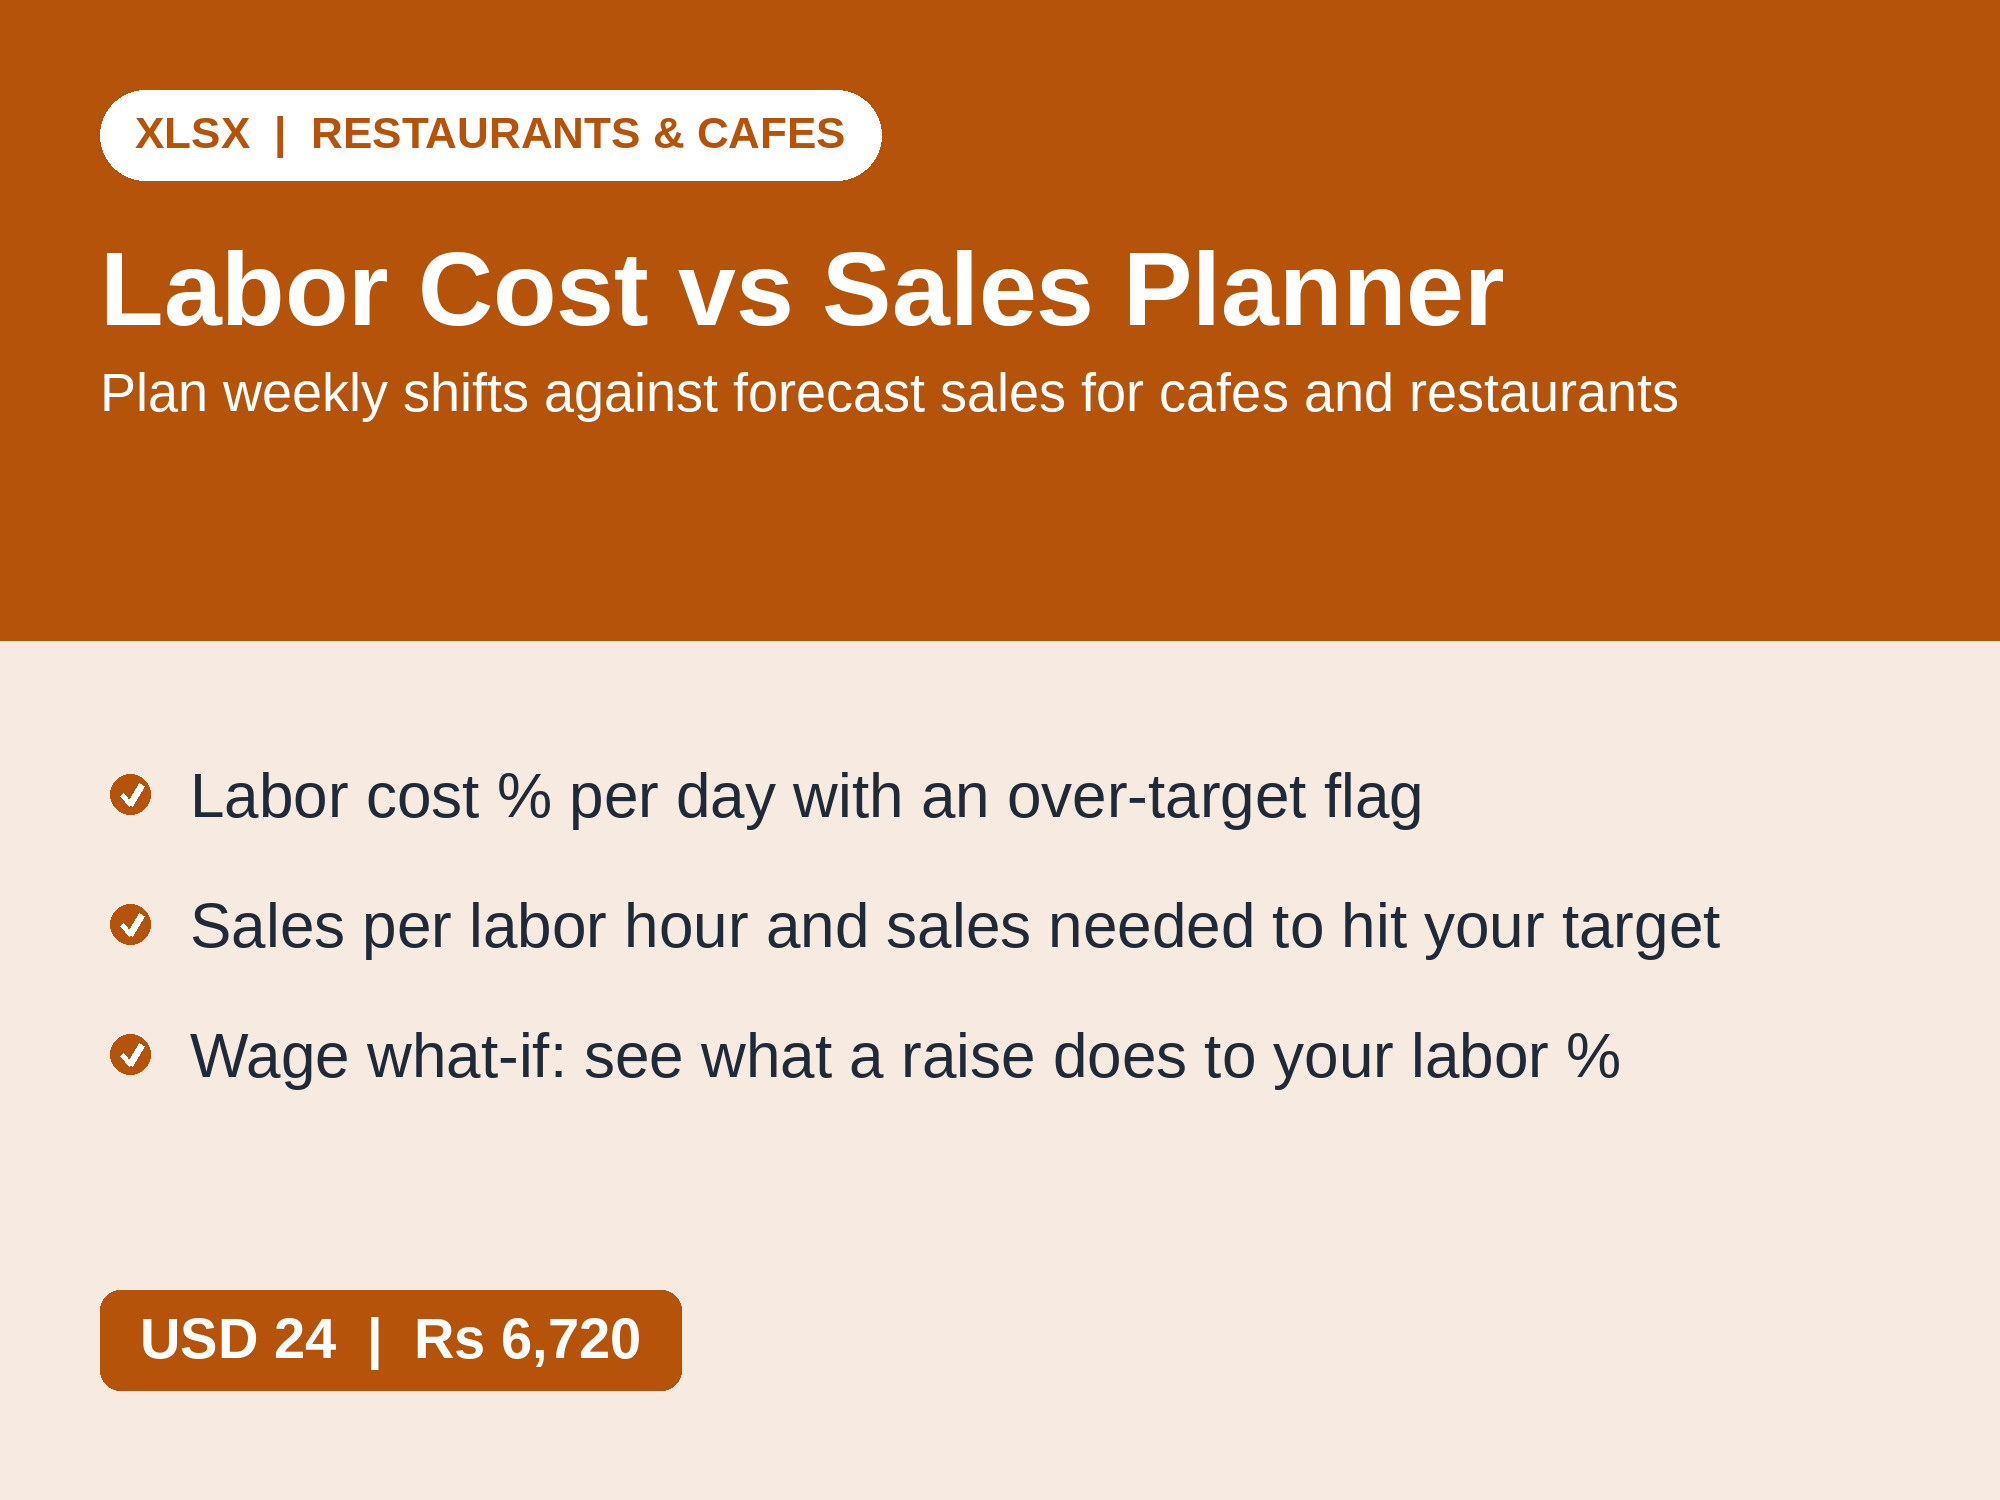 XLSX | RESTAURANTS & CAFES
Labor Cost vs Sales Planner
Plan weekly shifts against forecast sales for cafes and restaurants
Labor cost % per day with an over-target flag
Sales per labor hour and sales needed to hit your target
Wage what-if: see what a raise does to your labor %
USD 24 | Rs 6,720